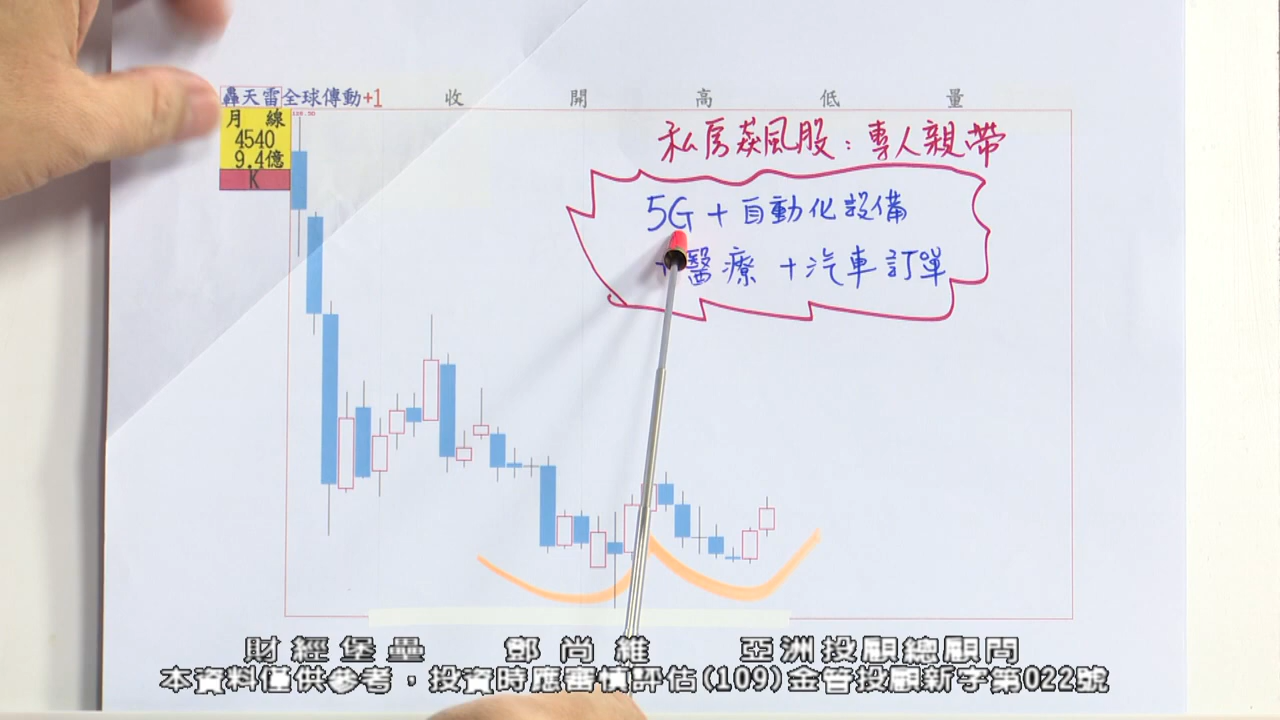 轟天雷全球傳動+1 收 開 高 低 量
月 線
4540
9.4億
K
私房飆風股:專人親帶
5G+自動化設備
+醫療+汽車訂單
財經堡壘 鄧尚維 亞洲投顧總顧問
本資料僅供參考,投資時應審慎評估(109)金管投顧新字第022號